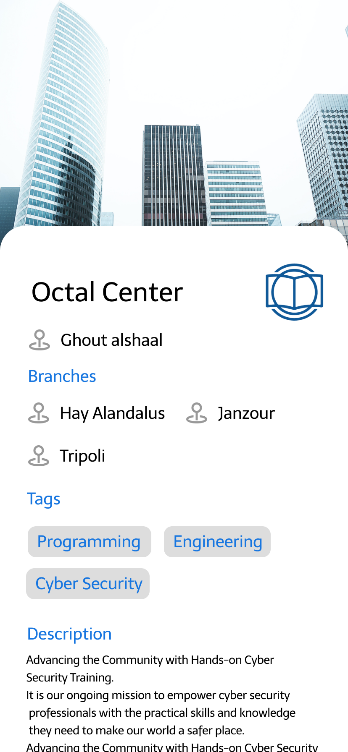 Octal Center
Ghout alshaal
Branches
Hay Alandalus Janzour
Tripoli
Tags
Programming Engineering
Cyber Security
Description
Advancing the Community with Hands-on Cyber
Security Training.
It is our ongoing mission to empower cyber security
professionals with the practical skills and knowledge
they need to make our world a safer place.
Advancing the Community with Hands-on Cyber Security